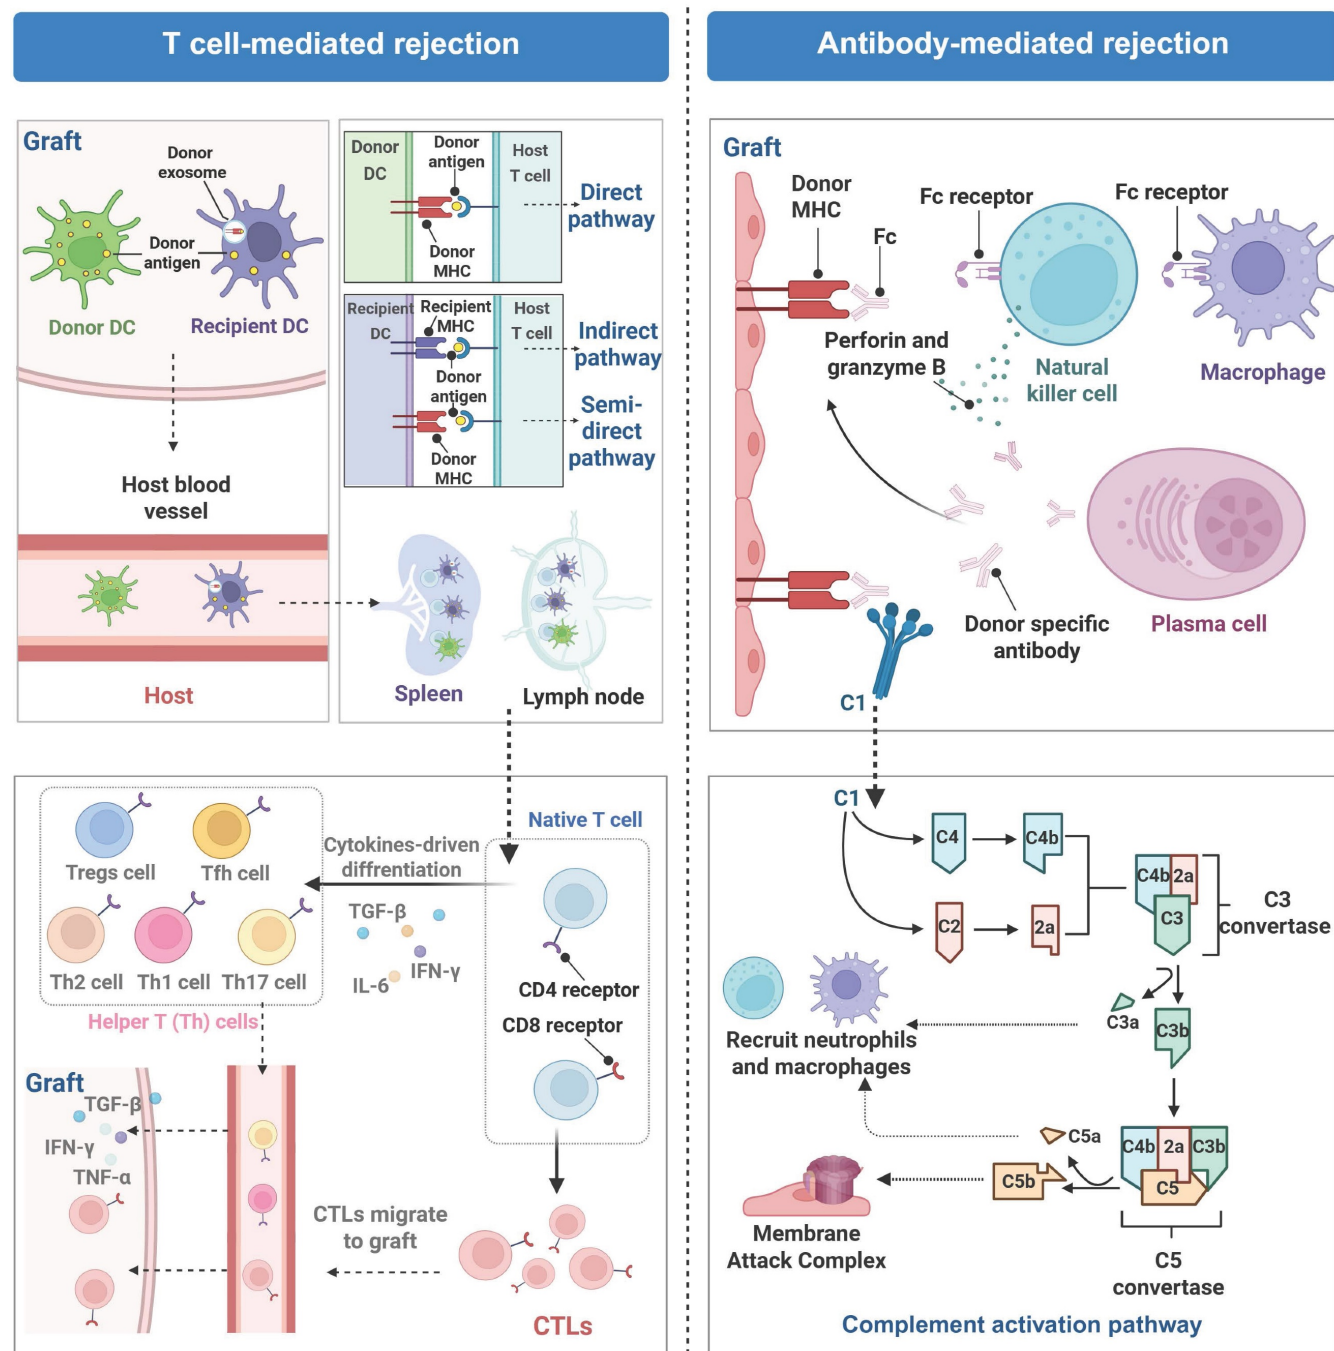 T cell-mediated rejection
Graft
Donor
exosome
Donor
antigen
Donor DC
Recipient DC
Host blood
vessel
Host
Donor
DC
Donor
antigen
Host
T cell
Donor
MHC
Direct
pathway
Recipient
DC
Recipient
MHC
Host
T cell
Donor
antigen
Donor
MHC
Indirect
pathway
Semi-
direct
pathway
Spleen
Lymph node
Native T cell
Cytokines-driven
diffrentiation
Tregs cell
Tfh cell
Th2 cell
Th1 cell
Th17 cell
Helper T (Th) cells
TGF-β
IFN-γ
IL-6
CD4 receptor
CD8 receptor
Graft
TGF-β
IFN-γ
TNF-α
CTLs migrate
to graft
CTLs
Antibody-mediated rejection
Graft
Donor
MHC
Fc
Fc receptor
Fc receptor
Perforin and
granzyme B
Natural
killer cell
Macrophage
Donor specific
antibody
Plasma cell
C1
C1
C4
C4b
C2
2a
C4b
2a
C3
C3
convertase
C3a
C3b
Recruit neutrophils
and macrophages
C5a
C4b
2a
C3b
C5
C5b
Membrane
Attack Complex
C5
convertase
Complement activation pathway